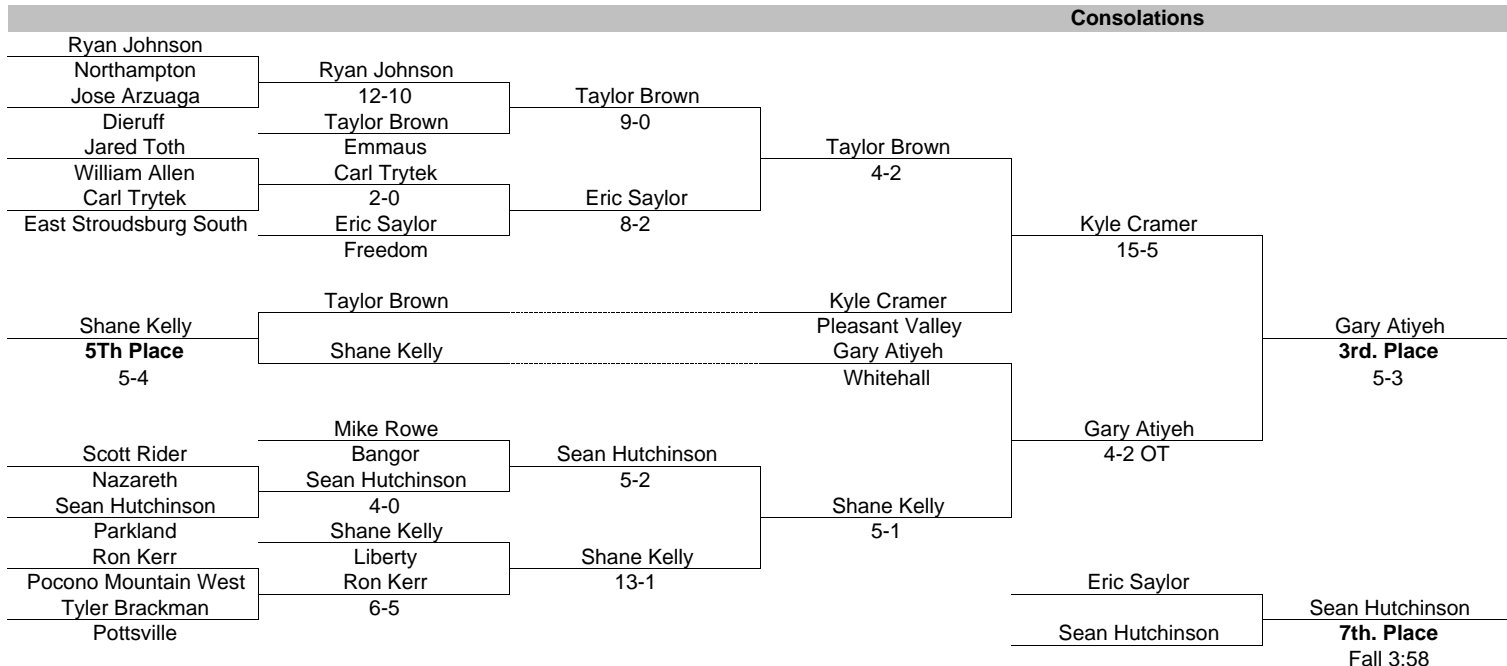 Consolations
Ryan Johnson
Northampton Ryan Johnson
Jose Arzuaga 12-10 Taylor Brown
Dieruff Taylor Brown 9-0
Jared Toth Emmaus Taylor Brown
William Allen Carl Trytek 4-2
Carl Trytek 2-0 Eric Saylor
East Stroudsburg South Eric Saylor 8-2 Kyle Cramer
Freedom 15-5
Taylor Brown Kyle Cramer
Shane Kelly Pleasant Valley Gary Atiyeh
5Th Place Shane Kelly Gary Atiyeh 3rd. Place
5-4 Whitehall 5-3
Mike Rowe Gary Atiyeh
Scott Rider Bangor Sean Hutchinson 4-2 OT
Nazareth Sean Hutchinson 5-2
Sean Hutchinson 4-0 Shane Kelly
Parkland Shane Kelly 5-1
Ron Kerr Liberty Shane Kelly
Pocono Mountain West Ron Kerr 13-1 Eric Saylor
Tyler Brackman 6-5 Sean Hutchinson
Pottsville Sean Hutchinson 7th. Place
Fall 3:58